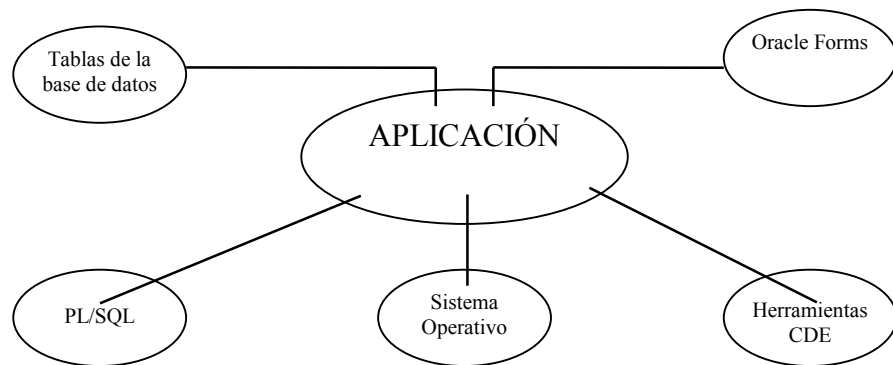 Tablas de la
base de datos
Oracle Forms
APLICACIÓN
PL/SQL
Sistema
Operativo
Herramientas
CDE